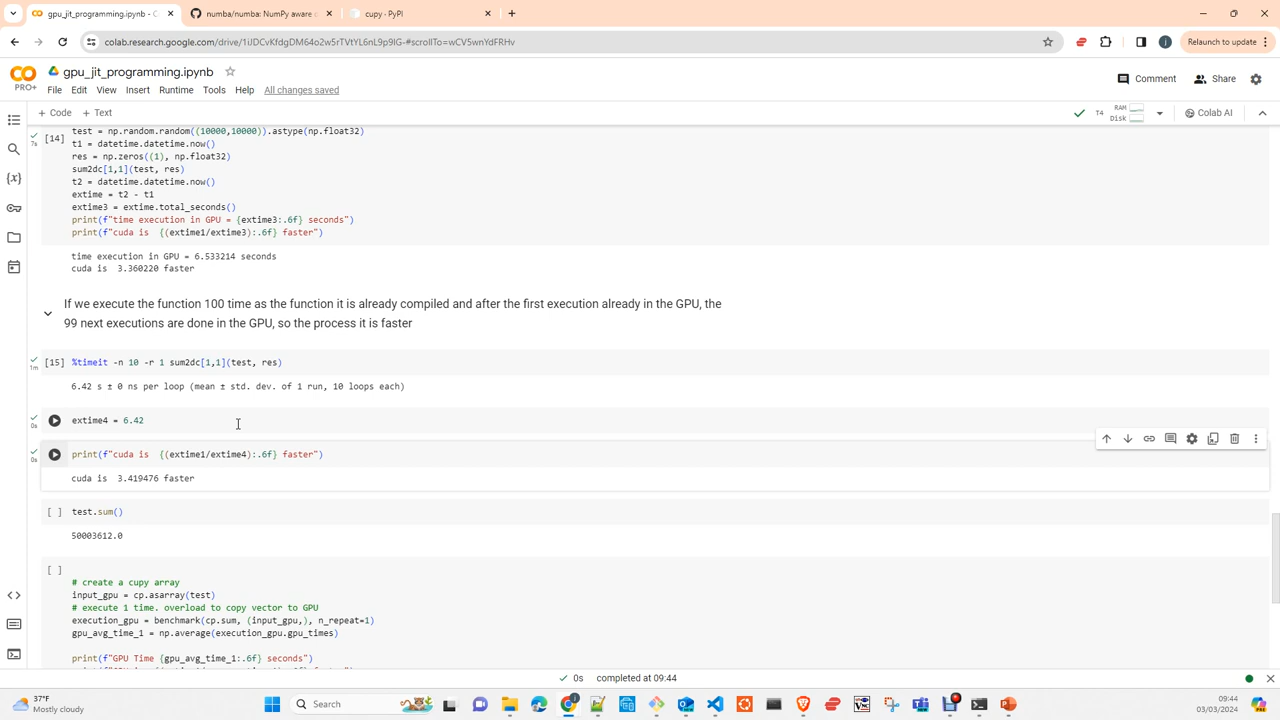 gpu_jit_programming.ipynb - C
numba/numba: NumPy aware
cupy · PyPI
colab.research.google.com/drive/1iJDCvKfdgDM64o2w5rTVtYL6nL9p9lG-#scrollTo=wCV5wnYdFRHv
Relaunch to update
PRO+
gpu_jit_programming.ipynb
File Edit View Insert Runtime Tools Help All changes saved
Comment Share
+ Code + Text
T4 RAM Disk
Colab AI
[14]
7s
test = np.random.random((10000,10000)).astype(np.float32)
t1 = datetime.datetime.now()
res = np.zeros((1), np.float32)
sum2dc[1,1](test, res)
t2 = datetime.datetime.now()
extime = t2 - t1
extime3 = extime.total_seconds()
print(f"time execution in GPU = {extime3:.6f} seconds")
print(f"cuda is  {(extime1/extime3):.6f} faster")
time execution in GPU = 6.533214 seconds
cuda is  3.360220 faster
If we execute the function 100 time as the function it is already compiled and after the first execution already in the GPU, the
99 next executions are done in the GPU, so the process it is faster
[15] %timeit -n 10 -r 1 sum2dc[1,1](test, res)
1m
6.42 s ± 0 ns per loop (mean ± std. dev. of 1 run, 10 loops each)
extime4 = 6.42
0s
print(f"cuda is  {(extime1/extime4):.6f} faster")
0s
cuda is  3.419476 faster
[ ] test.sum()
50003612.0
[ ]
# create a cupy array
input_gpu = cp.asarray(test)
# execute 1 time. overload to copy vector to GPU
execution_gpu = benchmark(cp.sum, (input_gpu,), n_repeat=1)
gpu_avg_time_1 = np.average(execution_gpu.gpu_times)
print(f"GPU Time {gpu_avg_time_1:.6f} seconds")
0s completed at 09:44
37°F
Mostly cloudy
Search
09:44
03/03/2024